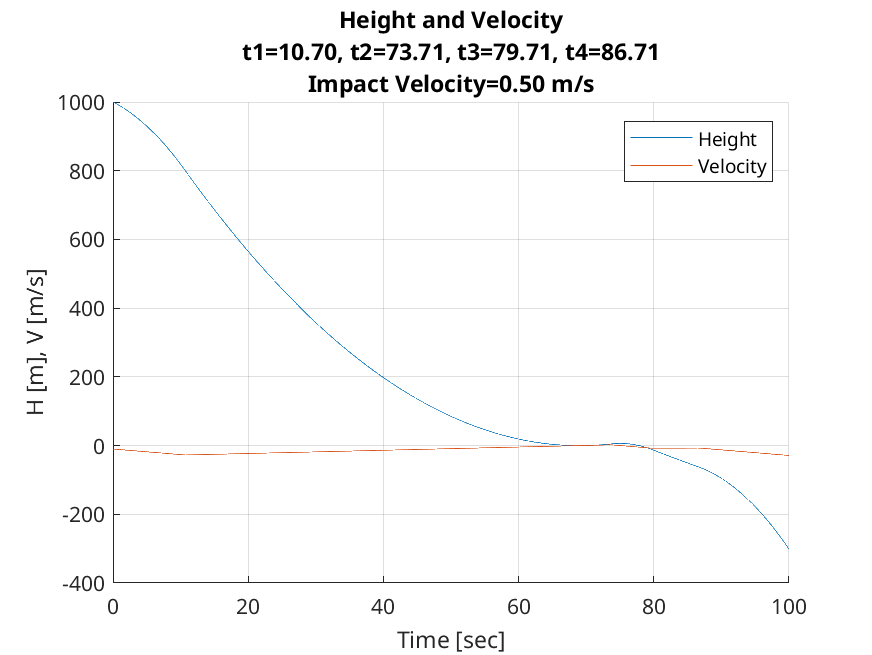 Height and Velocity
t1=10.70, t2=73.71, t3=79.71, t4=86.71
Impact Velocity=0.50 m/s
1000
800
600
400
200
0
-200
-400
H [m], V [m/s]
Height
Velocity
0
20
40
60
80
100
Time [sec]